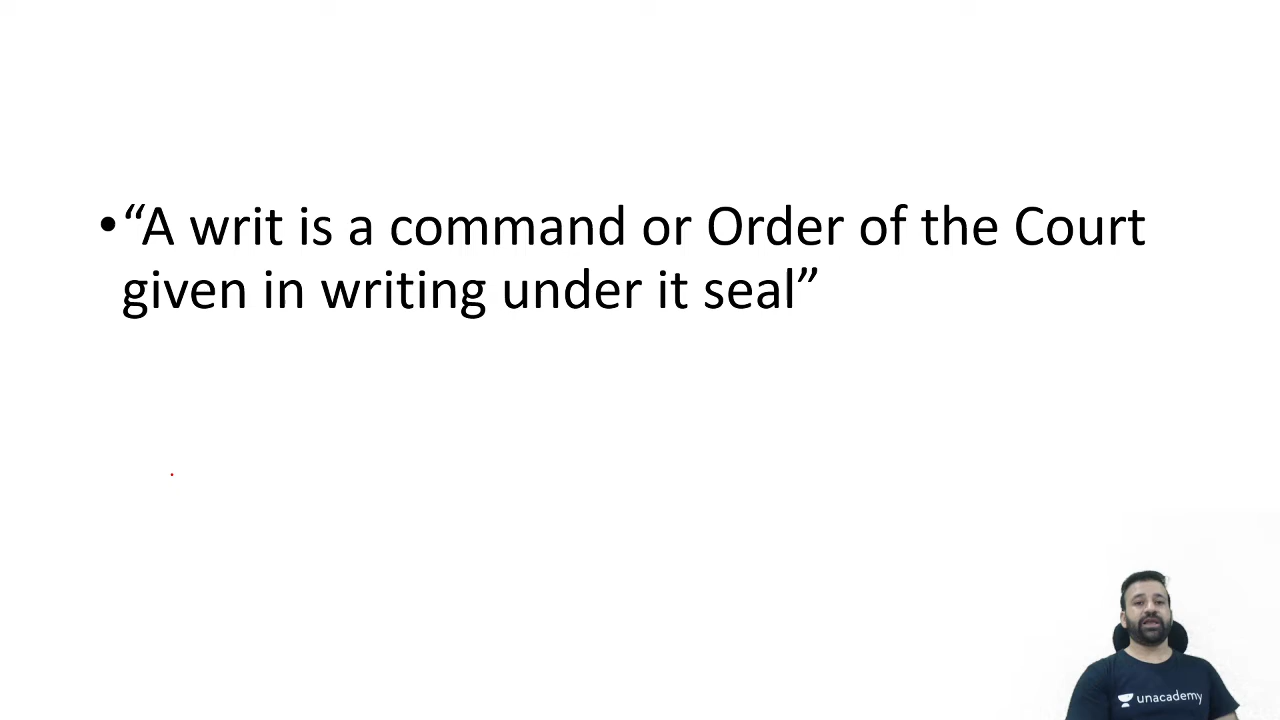 •“A writ is a command or Order of the Court
given in writing under it seal”
unacademy